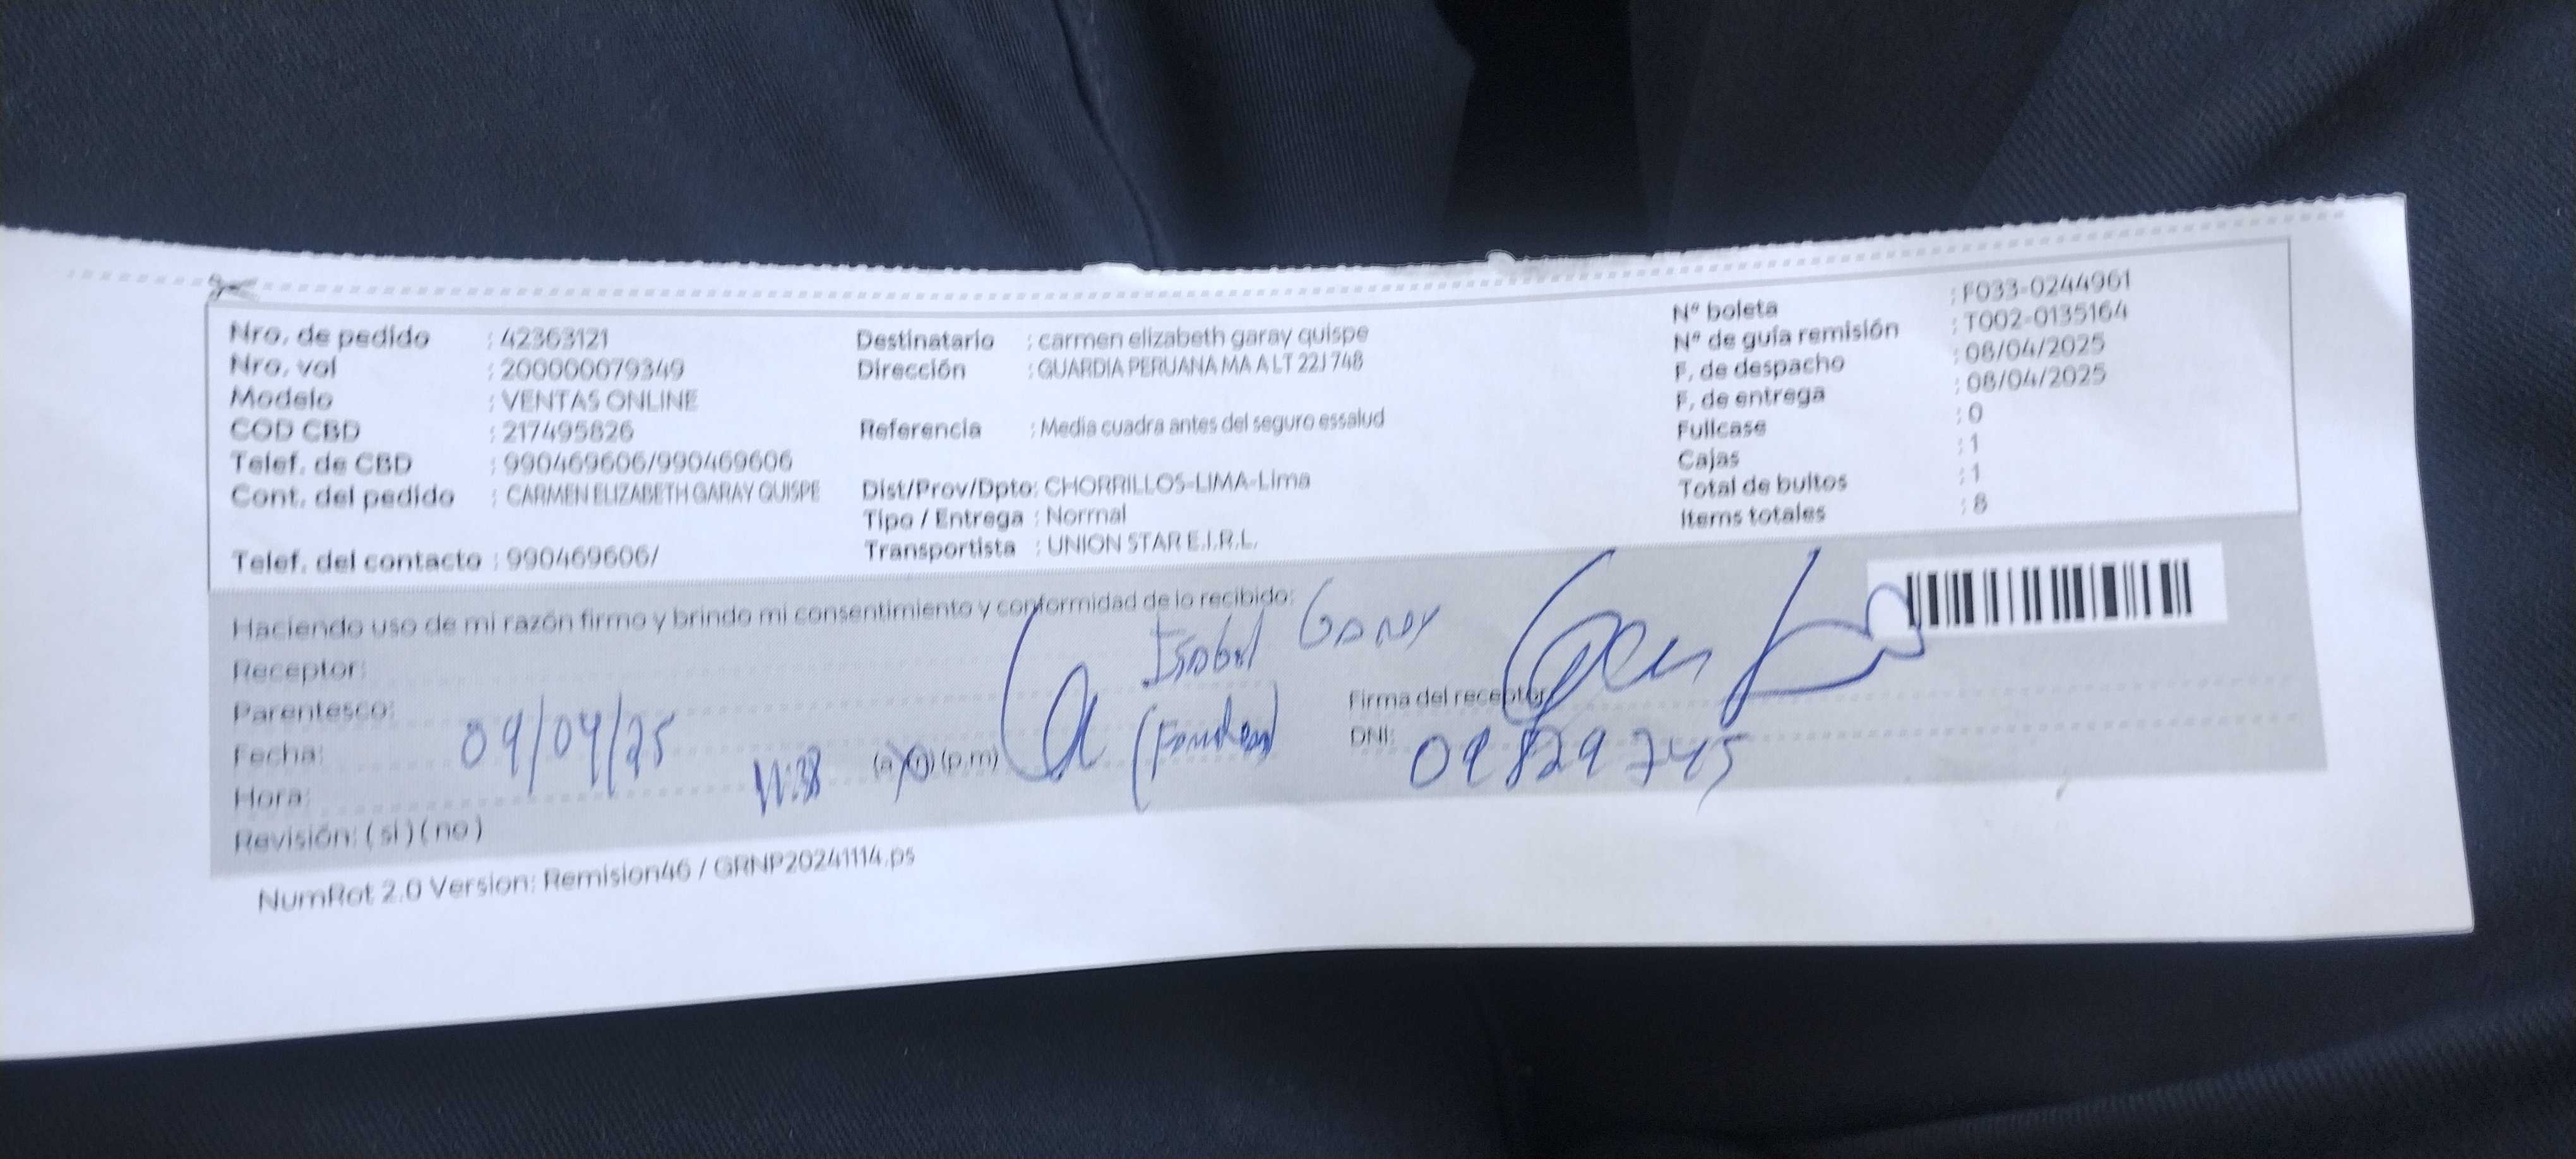 Nro. de pedido : 42363121
Nro. vol : 200000079349
Modelo : VENTAS ONLINE
COD CBD : 217495826
Telef. de CBD : 990469606/990469606
Cont. del pedido : CARMEN ELIZABETH GARAY QUISPE
Telef. del contacto : 990469606/
Destinatario : carmen elizabeth garay quispe
Dirección : GUARDIA PERUANA MA A LT 22J 748
Referencia : Media cuadra antes del seguro essalud
Dist/Prov/Dpto: CHORRILLOS-LIMA-Lima
Tipo / Entrega : Normal
Transportista : UNION STAR E.I.R.L.
Nº boleta : F033-0244961
Nº de guía remisión : T002-0135164
F. de despacho : 08/04/2025
F. de entrega : 08/04/2025
Fullcase : 0
Cajas : 1
Total de bultos : 1
Items totales : 8
Haciendo uso de mi razón firmo y brindo mi consentimiento y conformidad de lo recibido:
Receptor: Isabel Garay
Parentesco:
Fecha: 09/04/25
Hora: 11:38 (a.m) (p.m)
Revisión: ( si ) ( no )
Firma del receptor
DNI: 09829745
NumRot 2.0 Version: Remision46 / GRNP20241114.ps